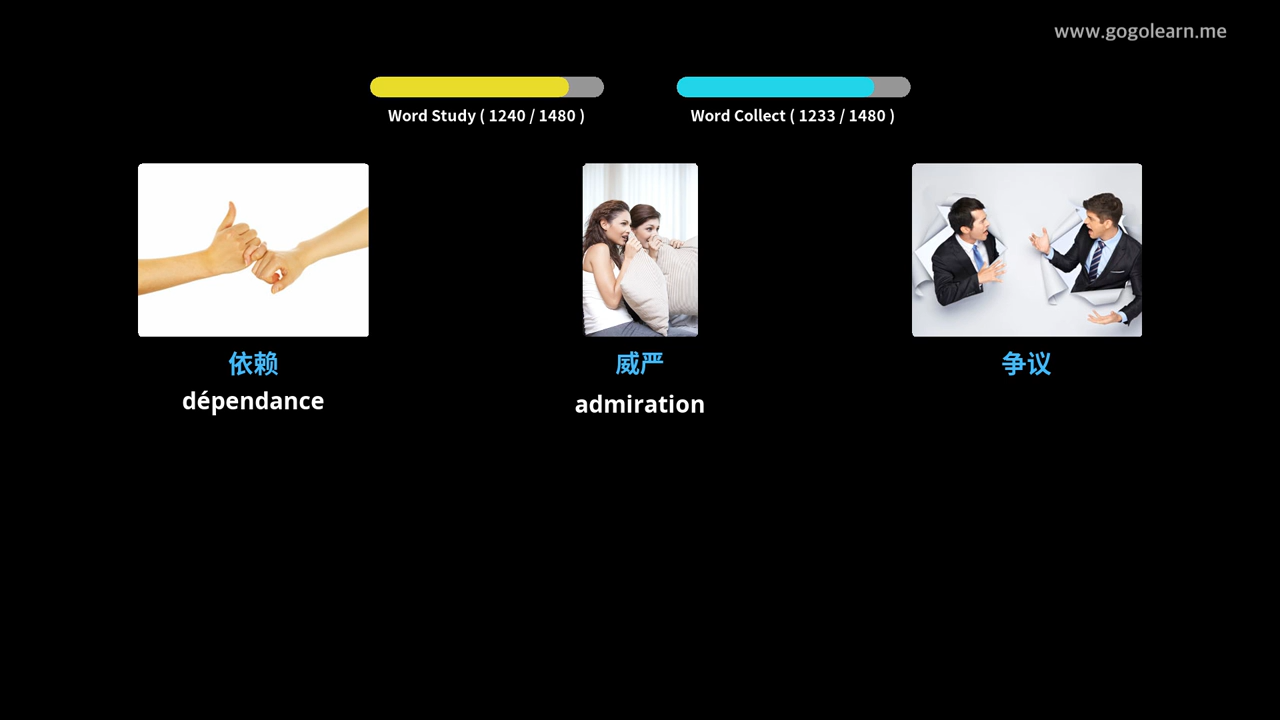 www.gogolearn.me
Word Study ( 1240 / 1480 )
Word Collect ( 1233 / 1480 )
依赖
威严
争议
dépendance
admiration